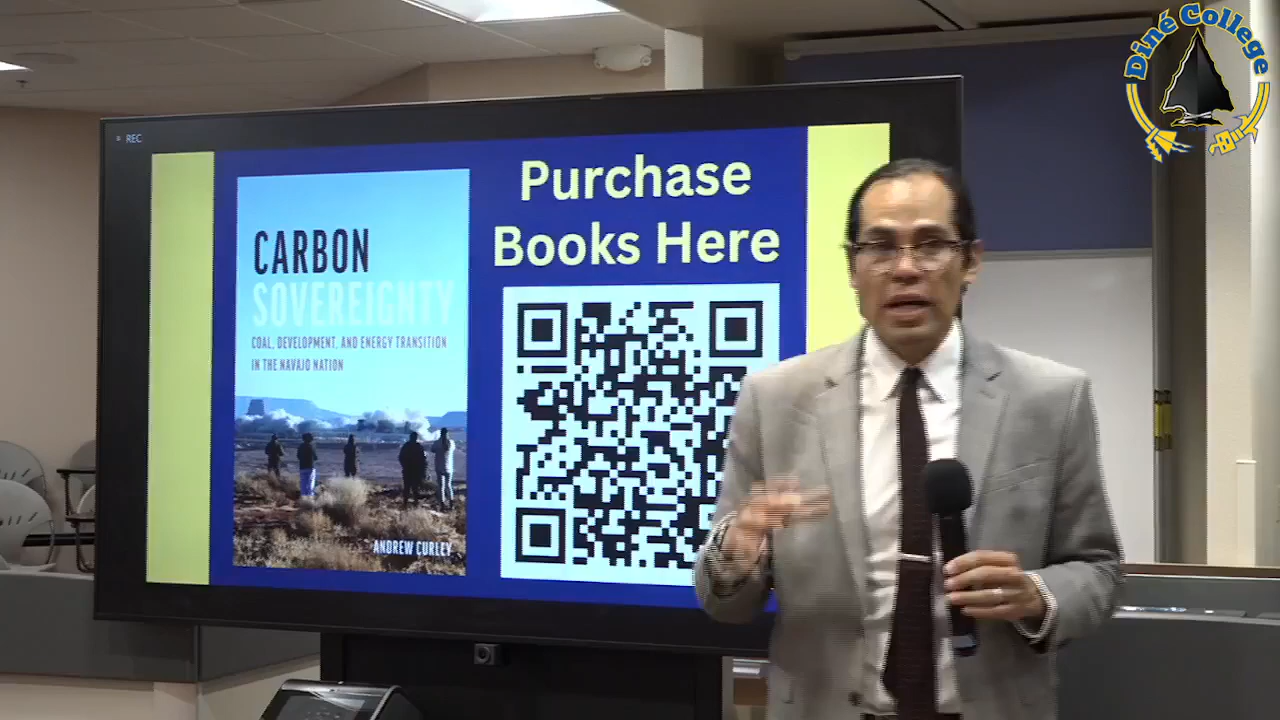 Diné College
REC
Purchase
Books Here
CARBON
SOVEREIGNTY
COAL, DEVELOPMENT, AND ENERGY TRANSITION
IN THE NAVAJO NATION
ANDREW CURLEY